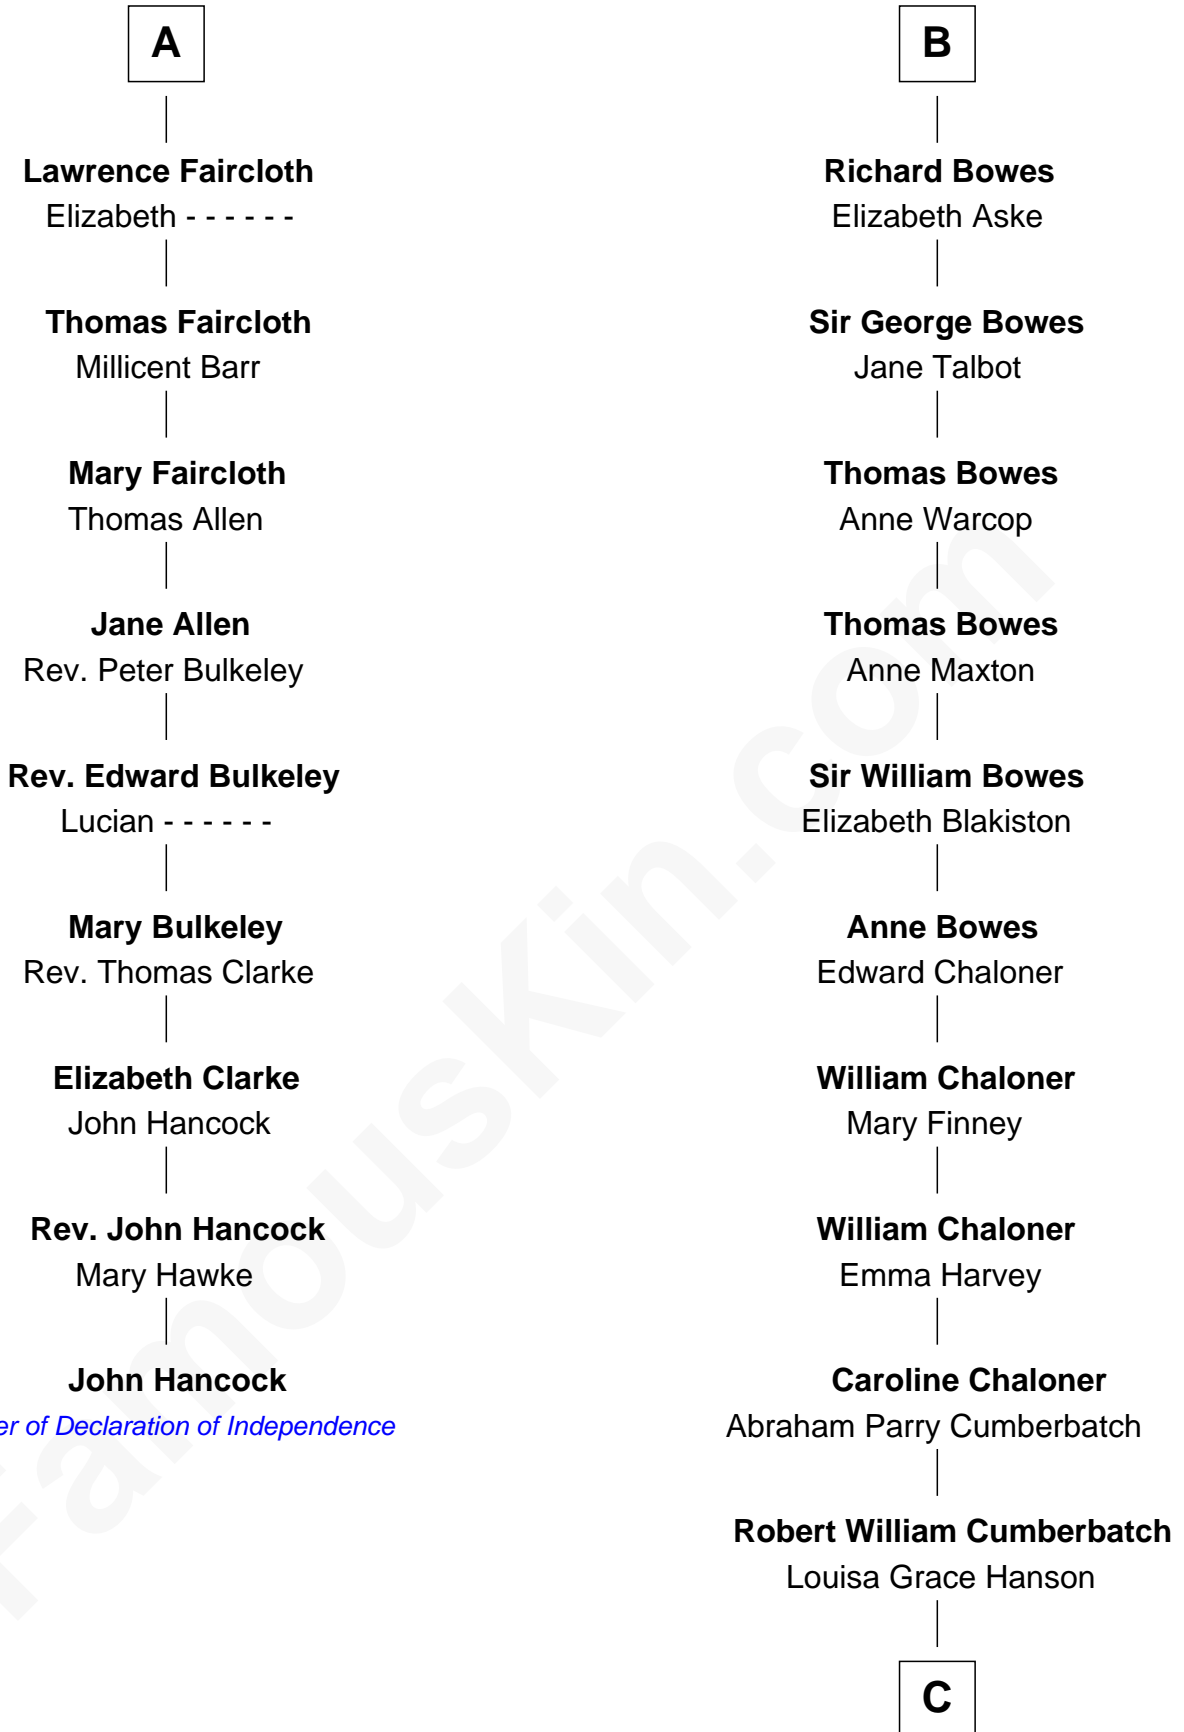 A
Lawrence Faircloth
Elizabeth - - - - - -
Thomas Faircloth
Millicent Barr
Mary Faircloth
Thomas Allen
Jane Allen
Rev. Peter Bulkeley
Rev. Edward Bulkeley
Lucian - - - - - -
Mary Bulkeley
Rev. Thomas Clarke
Elizabeth Clarke
John Hancock
Rev. John Hancock
Mary Hawke
John Hancock
er of Declaration of Independence
B
Richard Bowes
Elizabeth Aske
Sir George Bowes
Jane Talbot
Thomas Bowes
Anne Warcop
Thomas Bowes
Anne Maxton
Sir William Bowes
Elizabeth Blakiston
Anne Bowes
Edward Chaloner
William Chaloner
Mary Finney
William Chaloner
Emma Harvey
Caroline Chaloner
Abraham Parry Cumberbatch
Robert William Cumberbatch
Louisa Grace Hanson
C
FamousKin.com